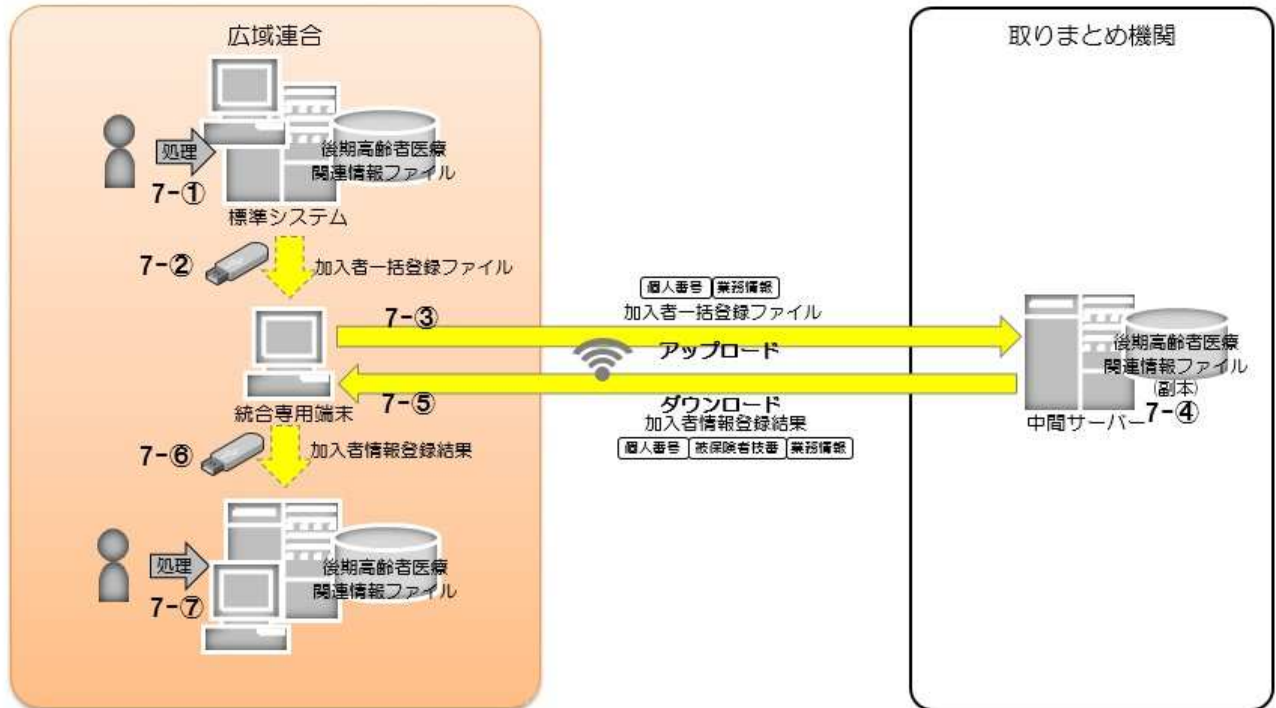 広域連合
処理
7-①
後期高齢者医療
関連情報ファイル
標準システム
7-②
加入者一括登録ファイル
7-③
個人番号 業務情報
加入者一括登録ファイル
アップロード
統合専用端末
7-⑤
ダウンロード
加入者情報登録結果
個人番号 被保険者技番 業務情報
7-⑥
加入者情報登録結果
処理
7-⑦
後期高齢者医療
関連情報ファイル
取りまとめ機関
後期高齢者医療
関連情報ファイル
(副本)
7-④
中間サーバー